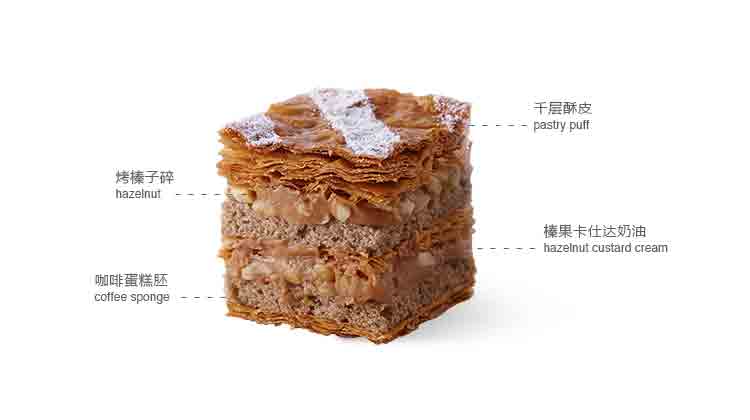 千层酥皮
pastry puff
烤榛子碎
hazelnut
榛果卡仕达奶油
hazelnut custard cream
咖啡蛋糕胚
coffee sponge